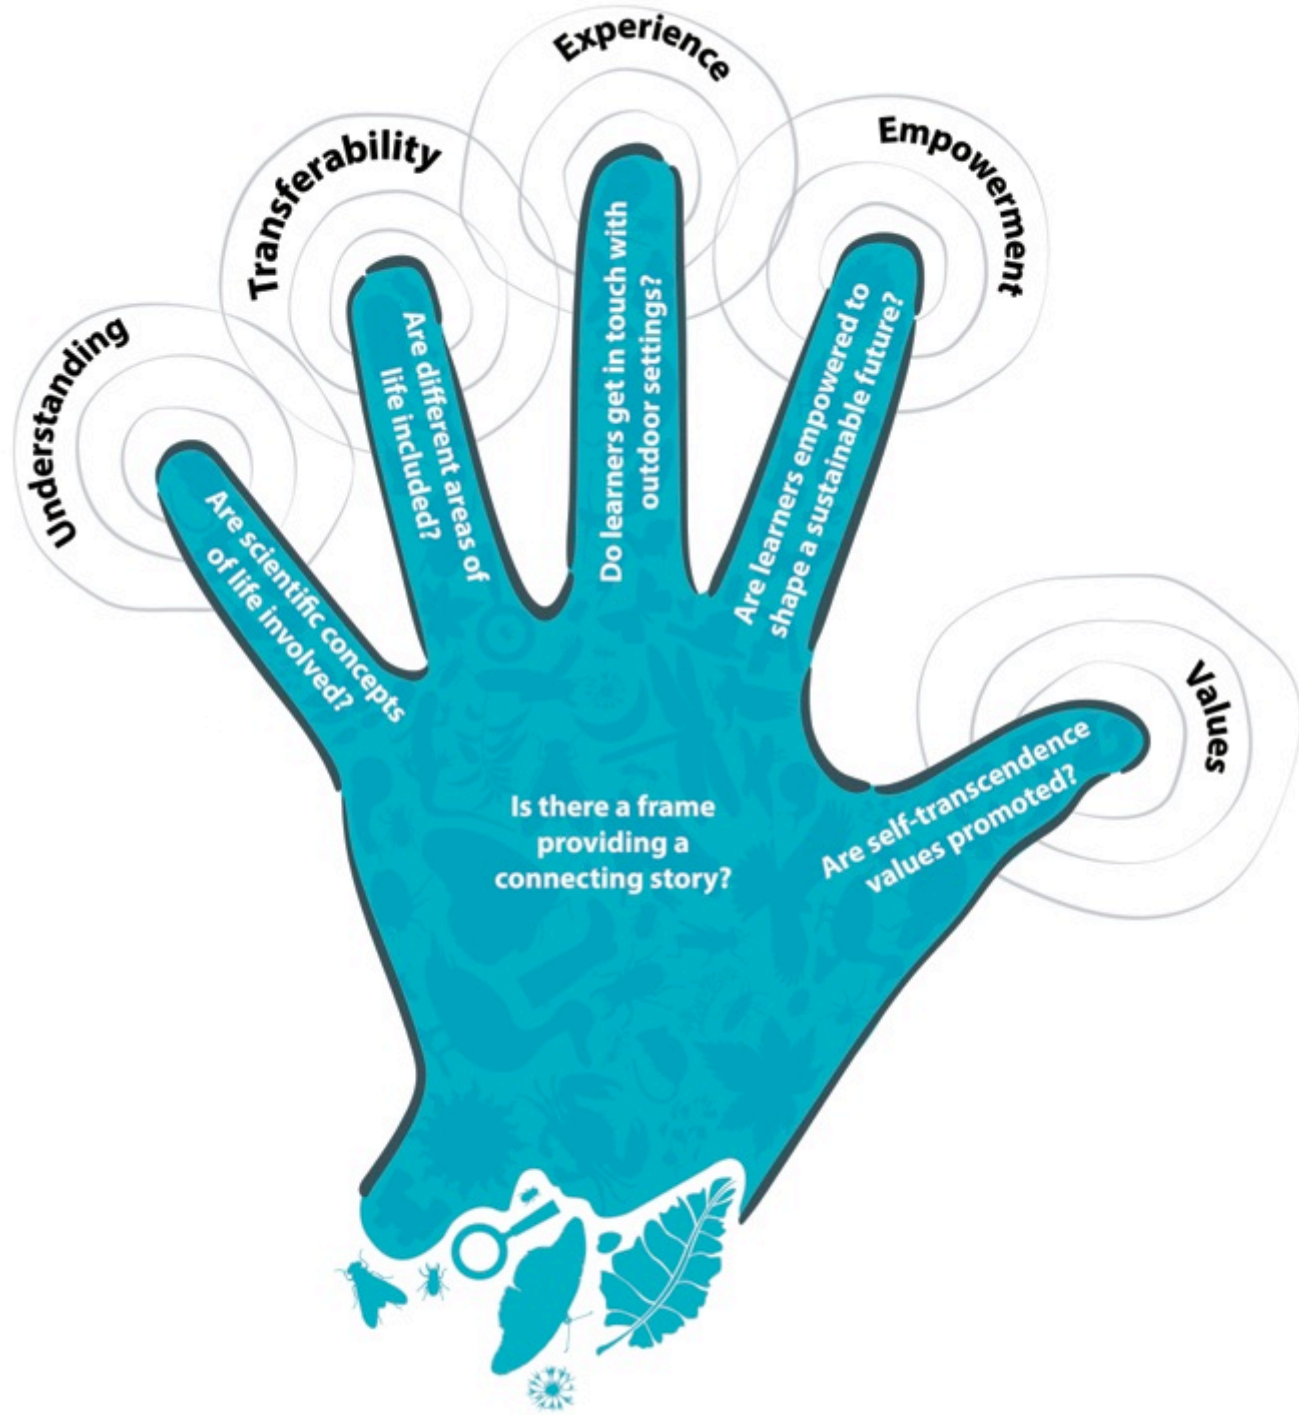 Understanding
Are scientific concepts
of life involved?
Transferability
Are different areas of
life included?
Experience
Do learners get in touch with
outdoor settings?
Empowerment
Are learners empowered to
shape a sustainable future?
Values
Are self-transcendence
values promoted?
Is there a frame
providing a
connecting story?